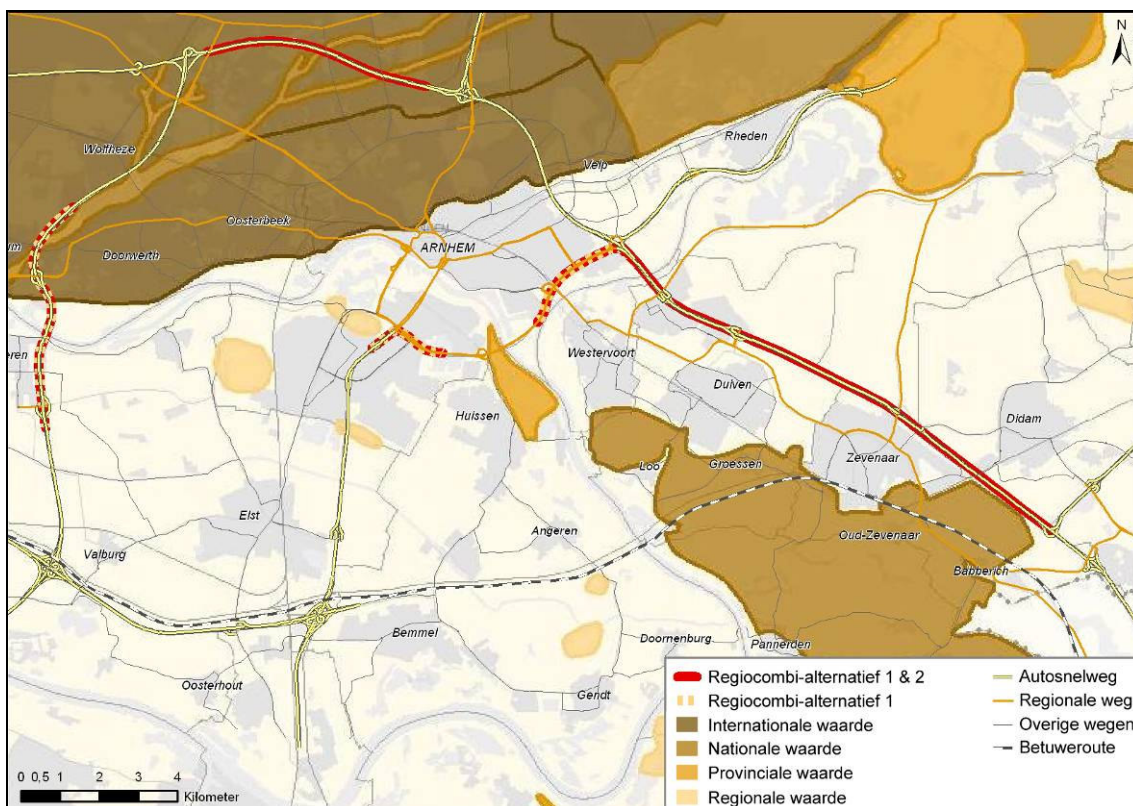 N
Rheden
Wolfheze
Velp
Oosterbeek
ARNHEM
Doorwerth
um
eren
Westervoort
Duiven
Didam
Huissen
Zevenaar
Loo
Groessen
Elst
Angeren
Oud-Zevenaar
Valburg
Babberich
Bemmel
Doornenburg
Pannerden
Oosterhout
Gendt
Regiocombi-alternatief 1 & 2
Regiocombi-alternatief 1
Internationale waarde
Nationale waarde
Provinciale waarde
Regionale waarde
Autosnelweg
Regionale weg
Overige wegen
Betuweroute
0 0,5 1 2 3 4
Kilometer